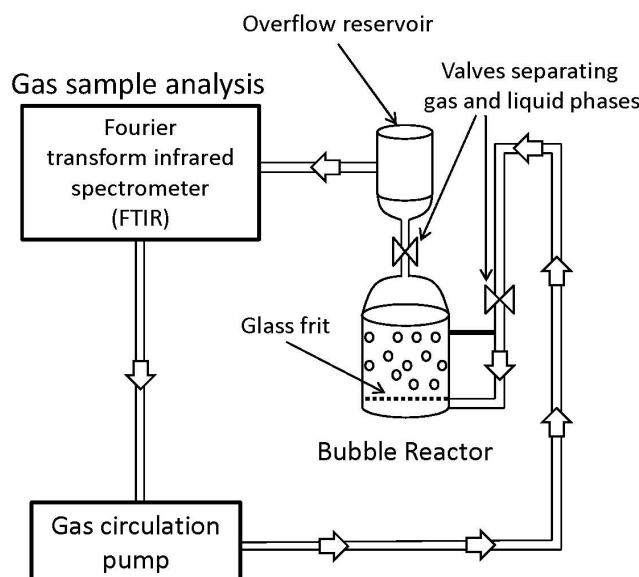 Overflow reservoir
Gas sample analysis
Valves separating
gas and liquid phases
Fourier
transform infrared
spectrometer
(FTIR)
Glass frit
Bubble Reactor
Gas circulation
pump